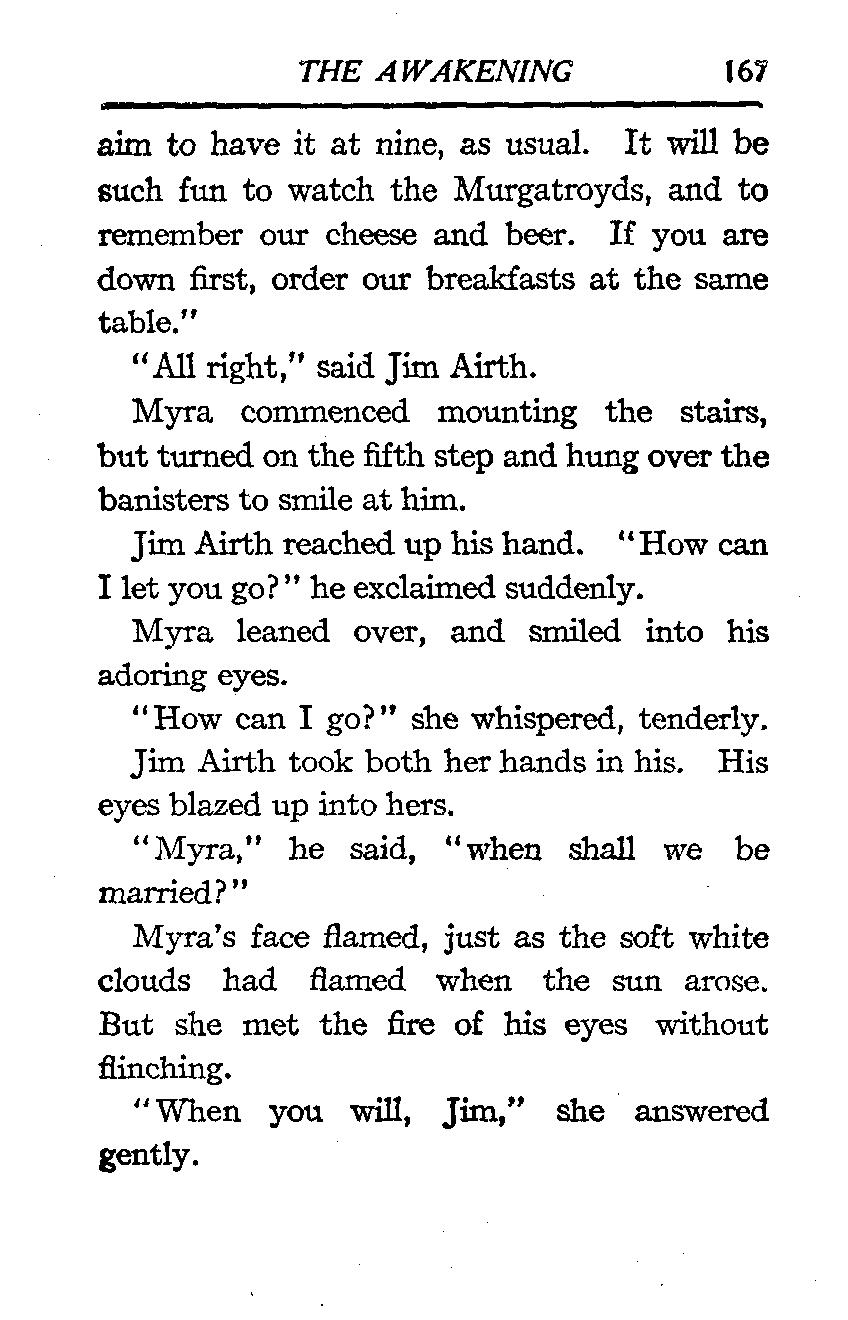 THE AWAKENING 167
aim to have it at nine, as usual. It will be
such fun to watch the Murgatroyds, and to
remember our cheese and beer. If you are
down first, order our breakfasts at the same
table."
"All right," said Jim Airth.
Myra commenced mounting the stairs,
but turned on the fifth step and hung over the
banisters to smile at him.
Jim Airth reached up his hand. "How can
I let you go?" he exclaimed suddenly.
Myra leaned over, and smiled into his
adoring eyes.
"How can I go?" she whispered, tenderly.
Jim Airth took both her hands in his. His
eyes blazed up into hers.
"Myra," he said, "when shall we be
married?"
Myra's face flamed, just as the soft white
clouds had flamed when the sun arose.
But she met the fire of his eyes without
flinching.
"When you will, Jim," she answered
gently.